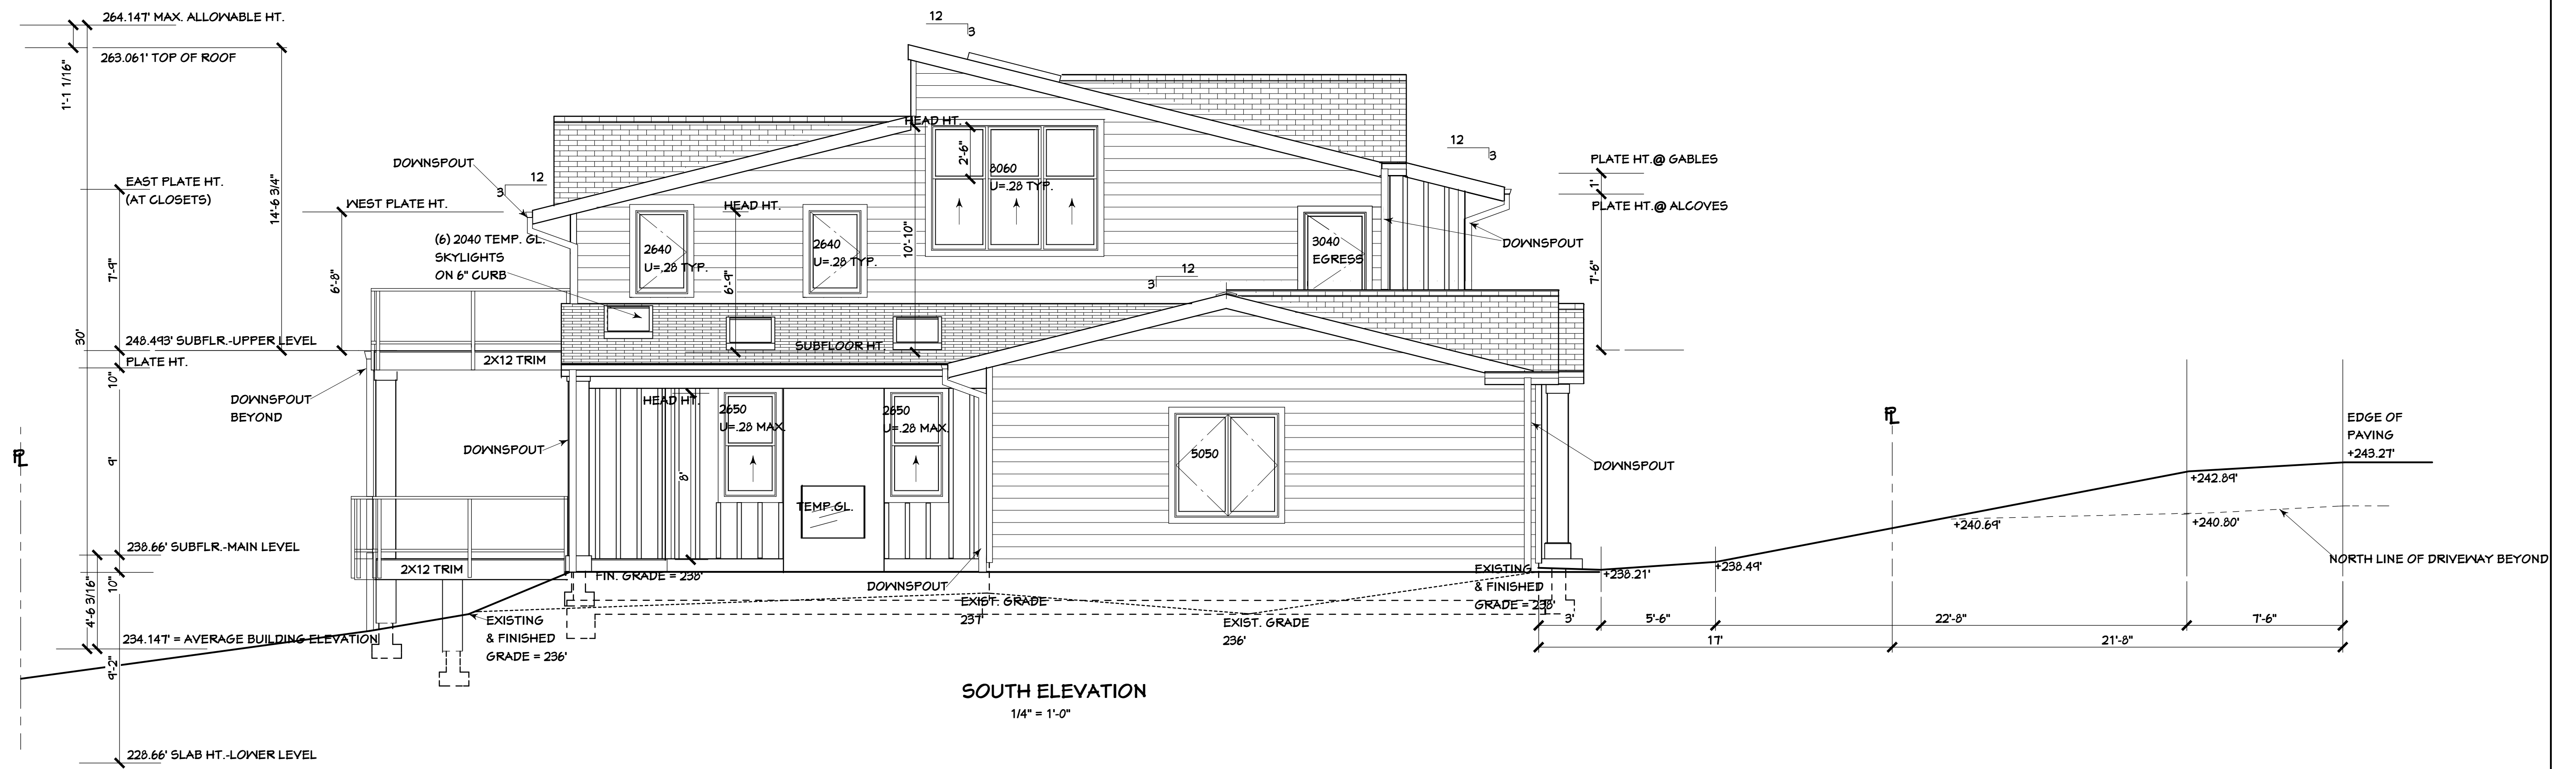 264.147' MAX. ALLOWABLE HT.
263.061' TOP OF ROOF
1'-1 1/16"
14'-6 3/4"
12
3
HEAD HT.
2'-6"
3060
U=.28 TYP.
DOWNSPOUT
12
3
EAST PLATE HT.
(AT CLOSETS)
WEST PLATE HT.
12
3
PLATE HT.@ GABLES
1'
PLATE HT.@ ALCOVES
DOWNSPOUT
7'-6"
(6) 2040 TEMP. GL.
SKYLIGHTS
ON 6" CURB
2640
U=.28 TYP.
HEAD HT.
6'-9"
2640
U=.28 TYP.
10'-10"
3040
EGRESS
12
3
7'-9"
6'-8"
30'
248.493' SUBFLR.-UPPER LEVEL
PLATE HT.
2X12 TRIM
SUBFLOOR HT.
10"
DOWNSPOUT
BEYOND
HEAD HT.
2650
U=.28 MAX.
2650
U=.28 MAX.
DOWNSPOUT
9'
8'
TEMP.GL.
5050
DOWNSPOUT
PL
PL
EDGE OF
PAVING
+243.27'
+242.89'
+240.69'
+240.80'
NORTH LINE OF DRIVEWAY BEYOND
238.66' SUBFLR.-MAIN LEVEL
2X12 TRIM
10"
4'-6 3/16"
FIN. GRADE = 238'
DOWNSPOUT
EXIST. GRADE
237'
EXIST. GRADE
236'
EXISTING
& FINISHED
GRADE = 238'
+238.21'
+238.49'
3'
5'-6"
22'-8"
7'-6"
17'
21'-8"
234.147' = AVERAGE BUILDING ELEVATION
EXISTING
& FINISHED
GRADE = 236'
9'-2"
228.66' SLAB HT.-LOWER LEVEL
SOUTH ELEVATION
1/4" = 1'-0"